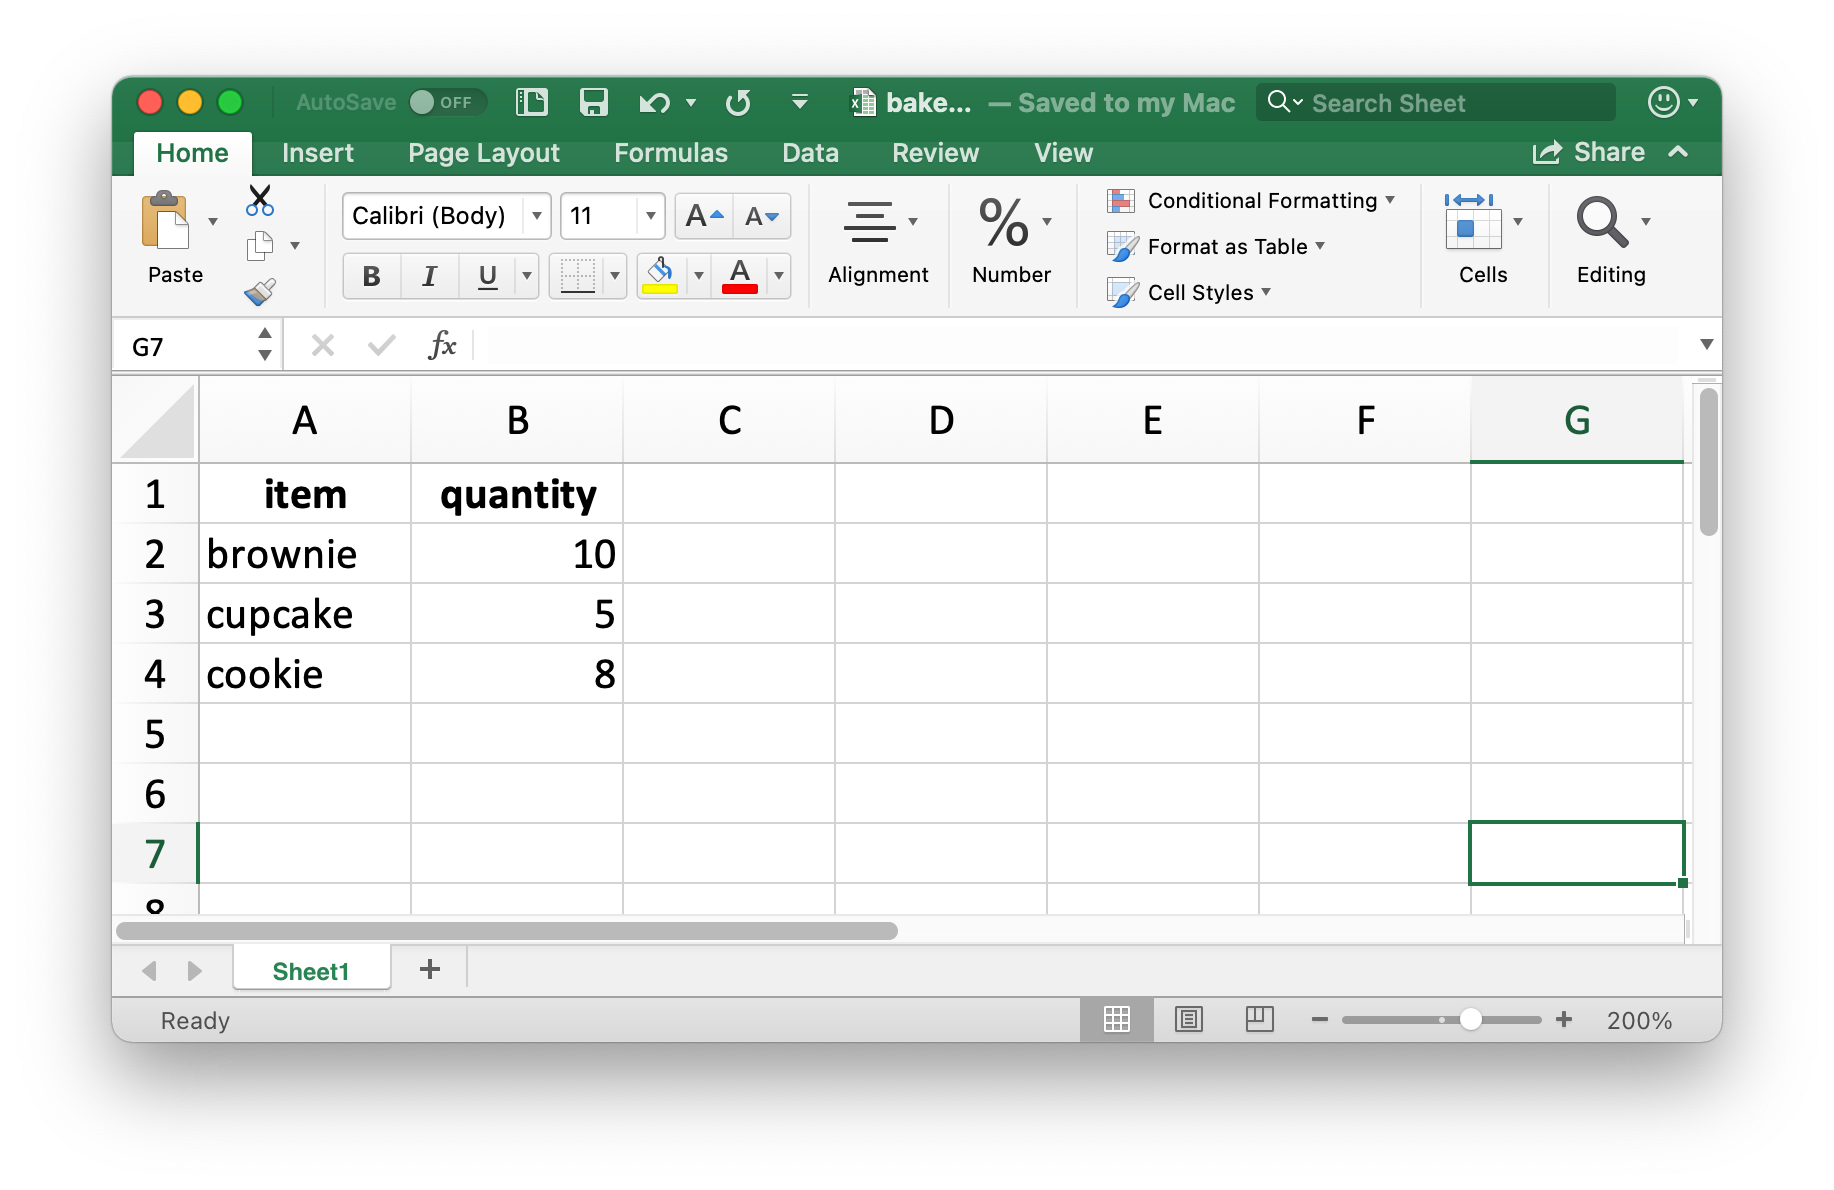 AutoSave OFF bake... — Saved to my Mac Search Sheet
Home Insert Page Layout Formulas Data Review View Share
Paste
Calibri (Body) 11 A A
B I U A
Alignment
% Number
Conditional Formatting
Format as Table
Cell Styles
Cells
Editing
G7 fx
A B C D E F G
1 item quantity
2 brownie 10
3 cupcake 5
4 cookie 8
5
6
7
8
Sheet1 +
Ready 200%